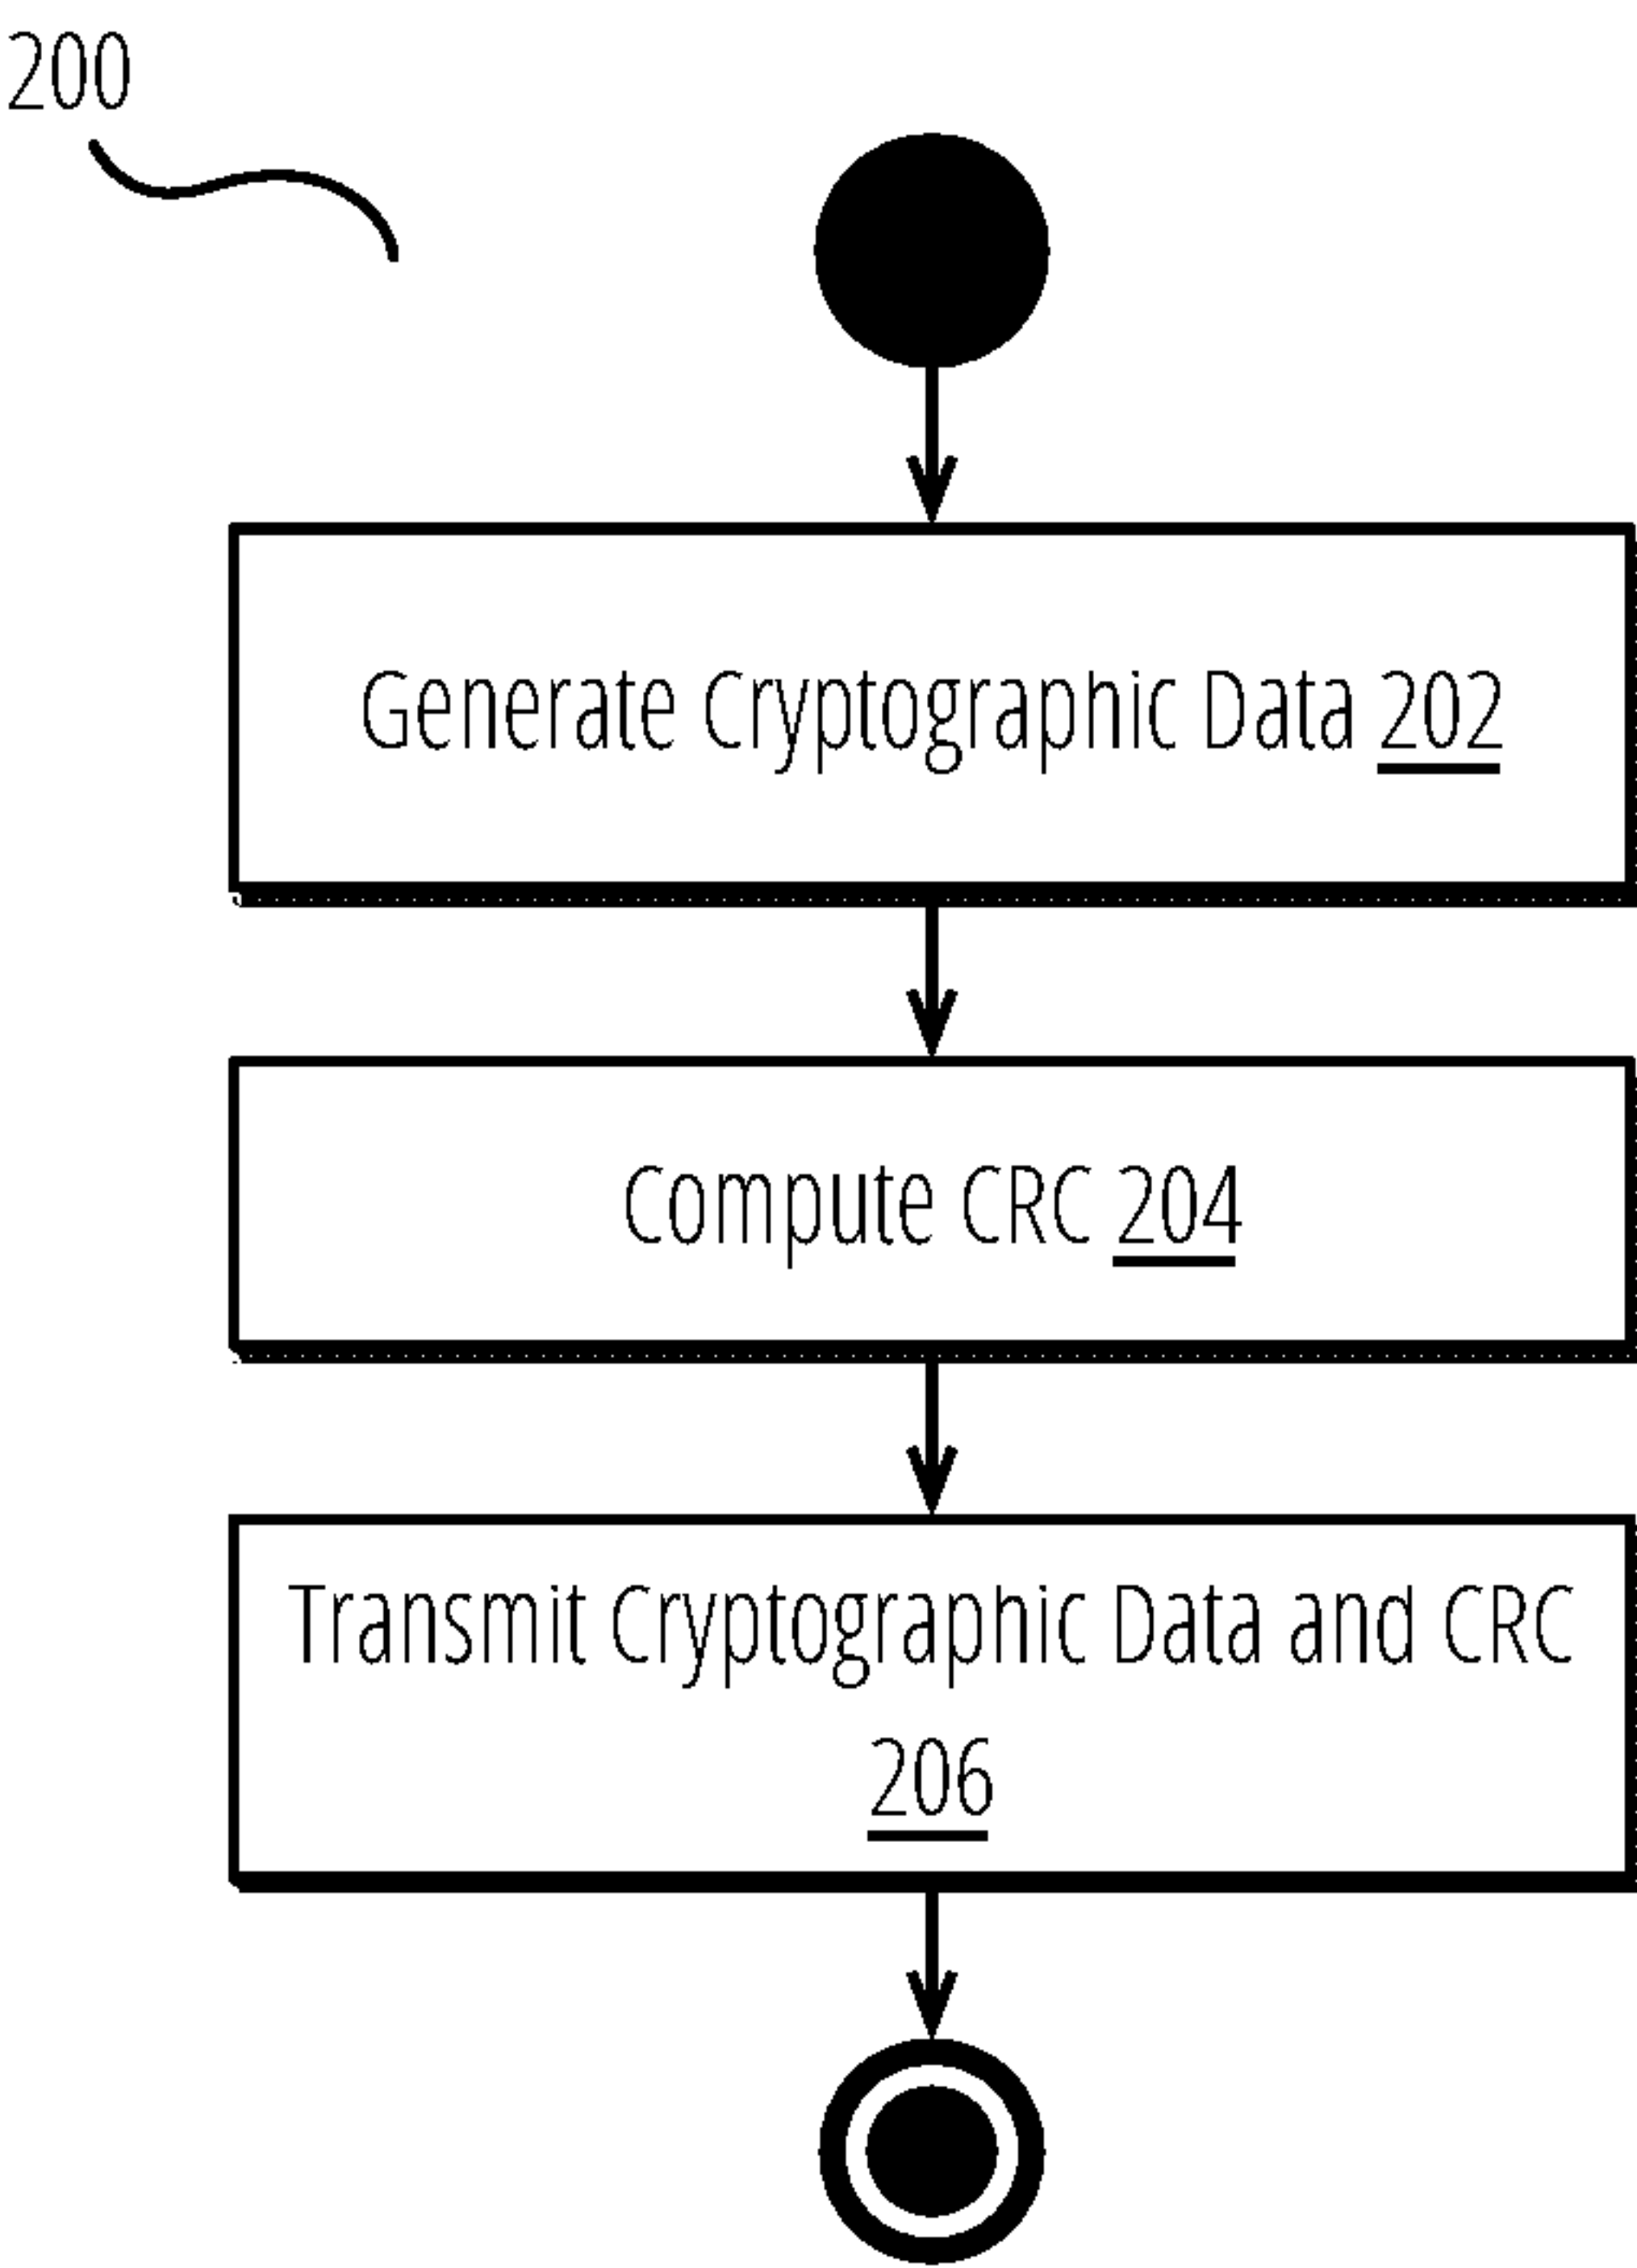 200
Generate Cryptographic Data 202
Compute CRC 204
Transmit Cryptographic Data and CRC
206